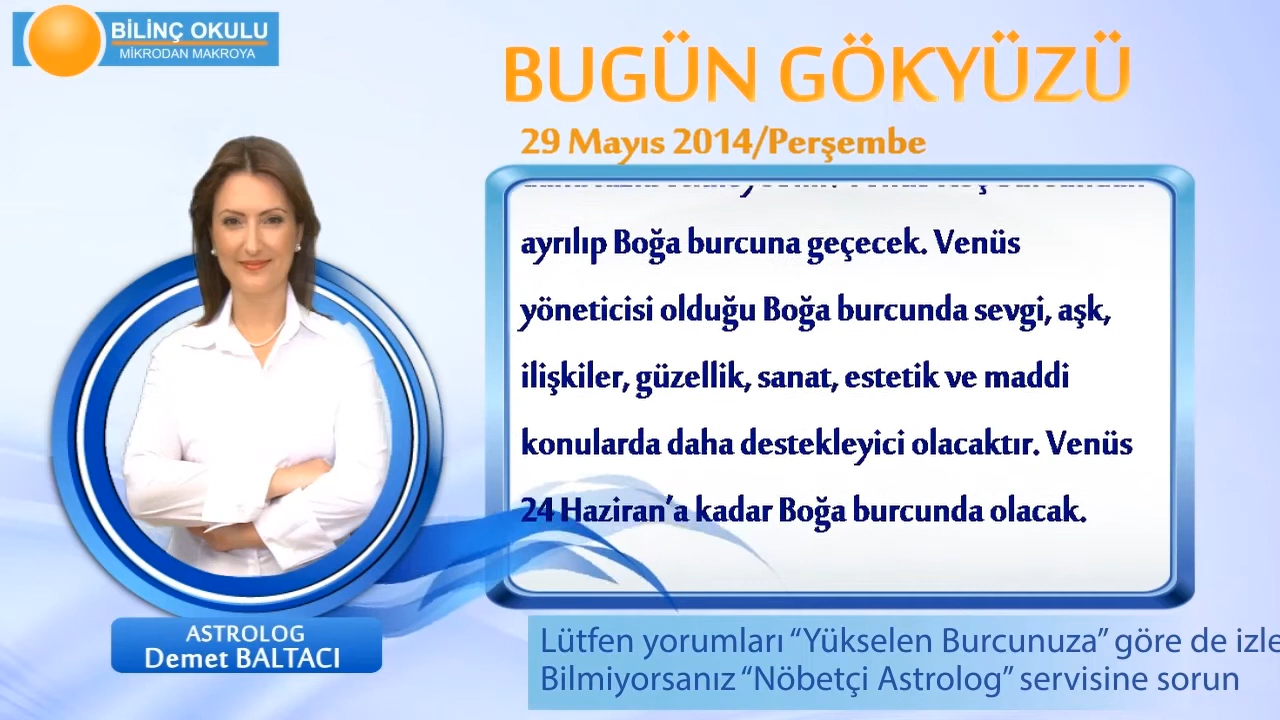 BİLİNÇ OKULU
MİKRODAN MAKROYA
BUGÜN GÖKYÜZÜ
29 Mayıs 2014/Perşembe
ayrılıp Boğa burcuna geçecek. Venüs
yöneticisi olduğu Boğa burcunda sevgi, aşk,
ilişkiler, güzellik, sanat, estetik ve maddi
konularda daha destekleyici olacaktır. Venüs
24 Haziran’a kadar Boğa burcunda olacak.
ASTROLOG
Demet BALTACI
Lütfen yorumları “Yükselen Burcunuza” göre de izle
Bilmiyorsanız “Nöbetçi Astrolog” servisine sorun